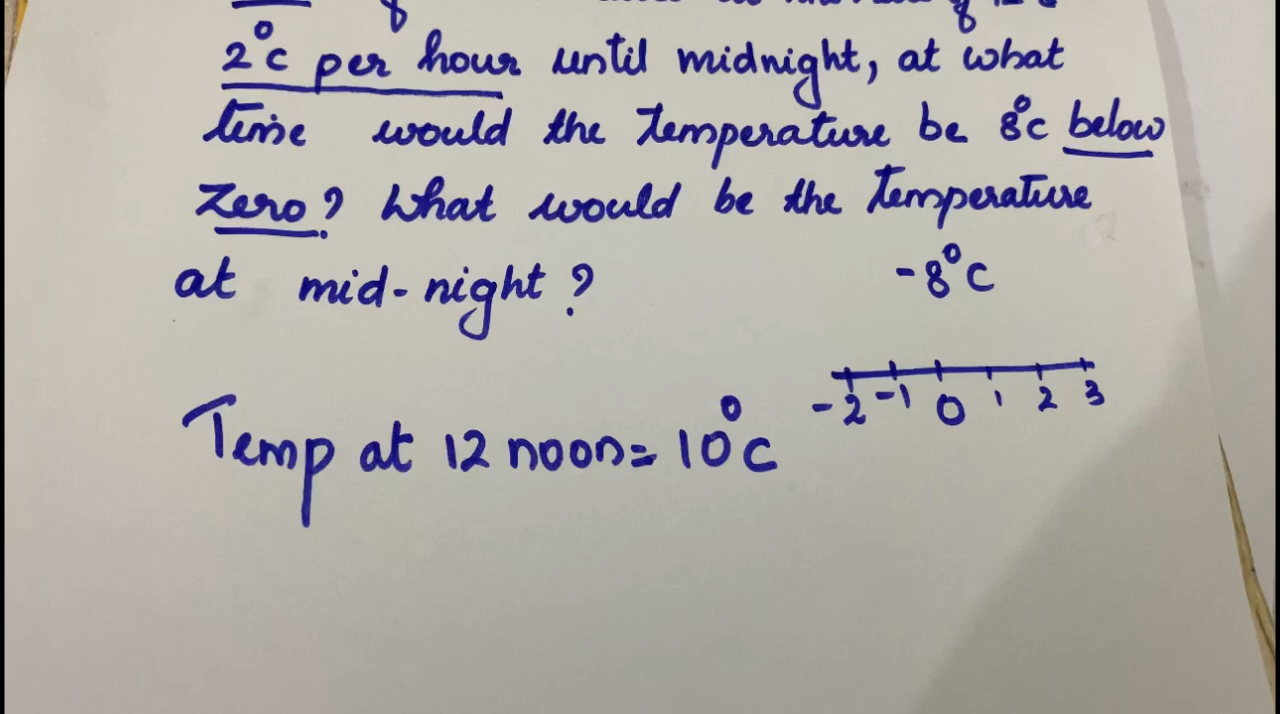 2°c per hour until midnight, at what
time would the temperature be 8°c below
zero? What would be the temperature
at mid-night?
-8°c
-2 -1 0 1 2 3
Temp at 12 noon= 10°c